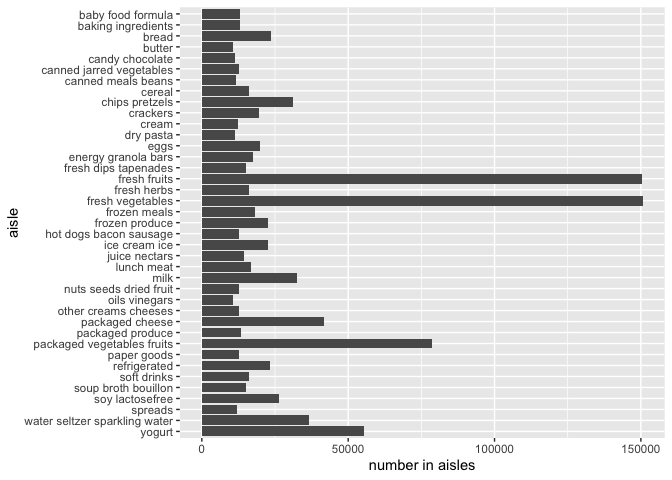 baby food formula
baking ingredients
bread
butter
candy chocolate
canned jarred vegetables
canned meals beans
cereal
chips pretzels
crackers
cream
dry pasta
eggs
energy granola bars
fresh dips tapenades
fresh fruits
fresh herbs
fresh vegetables
frozen meals
frozen produce
hot dogs bacon sausage
ice cream ice
juice nectars
lunch meat
milk
nuts seeds dried fruit
oils vinegars
other creams cheeses
packaged cheese
packaged produce
packaged vegetables fruits
paper goods
refrigerated
soft drinks
soup broth bouillon
soy lactosefree
spreads
water seltzer sparkling water
yogurt
aisle
0 50000 100000 150000
number in aisles